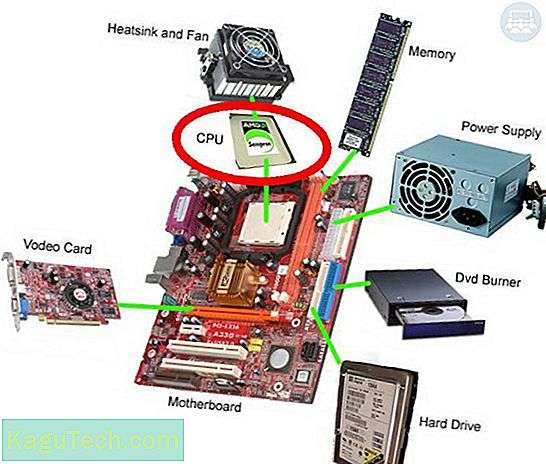 Heatsink and Fan
Memory
CPU
AMD
Sempron
Power Supply
Vodeo Card
Dvd Burner
Motherboard
Hard Drive
KaguTech.com